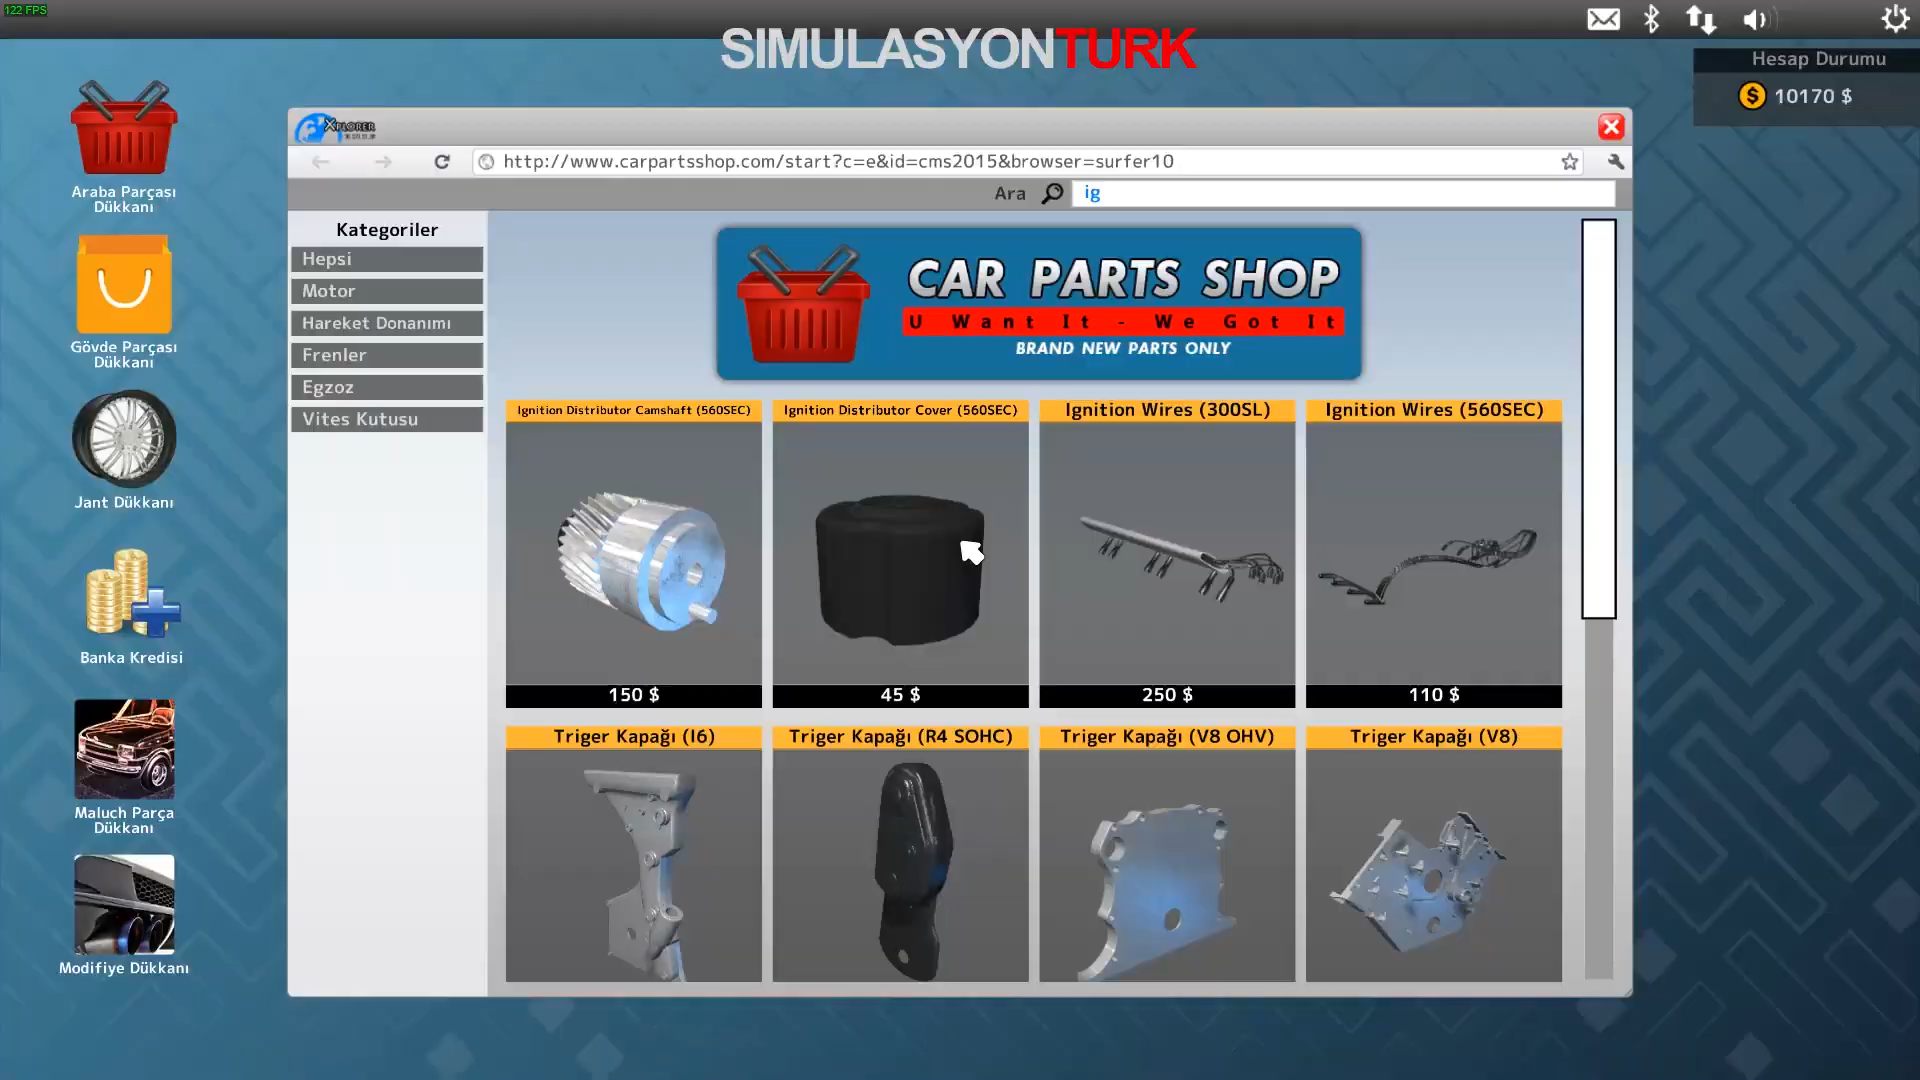 122 FPS
SIMULASYONTURK
Hesap Durumu
10170 $
Araba Parçası
Dükkanı
Gövde Parçası
Dükkanı
Jant Dükkanı
Banka Kredisi
Maluch Parça
Dükkanı
Modifiye Dükkanı
XPLORER
http://www.carpartsshop.com/start?c=e&id=cms2015&browser=surfer10
Ara ig
Kategoriler
Hepsi
Motor
Hareket Donanımı
Frenler
Egzoz
Vites Kutusu
CAR PARTS SHOP
U Want It - We Got It
BRAND NEW PARTS ONLY
Ignition Distributor Camshaft (560SEC)
150 $
Ignition Distributor Cover (560SEC)
45 $
Ignition Wires (300SL)
250 $
Ignition Wires (560SEC)
110 $
Triger Kapağı (I6)
Triger Kapağı (R4 SOHC)
Triger Kapağı (V8 OHV)
Triger Kapağı (V8)